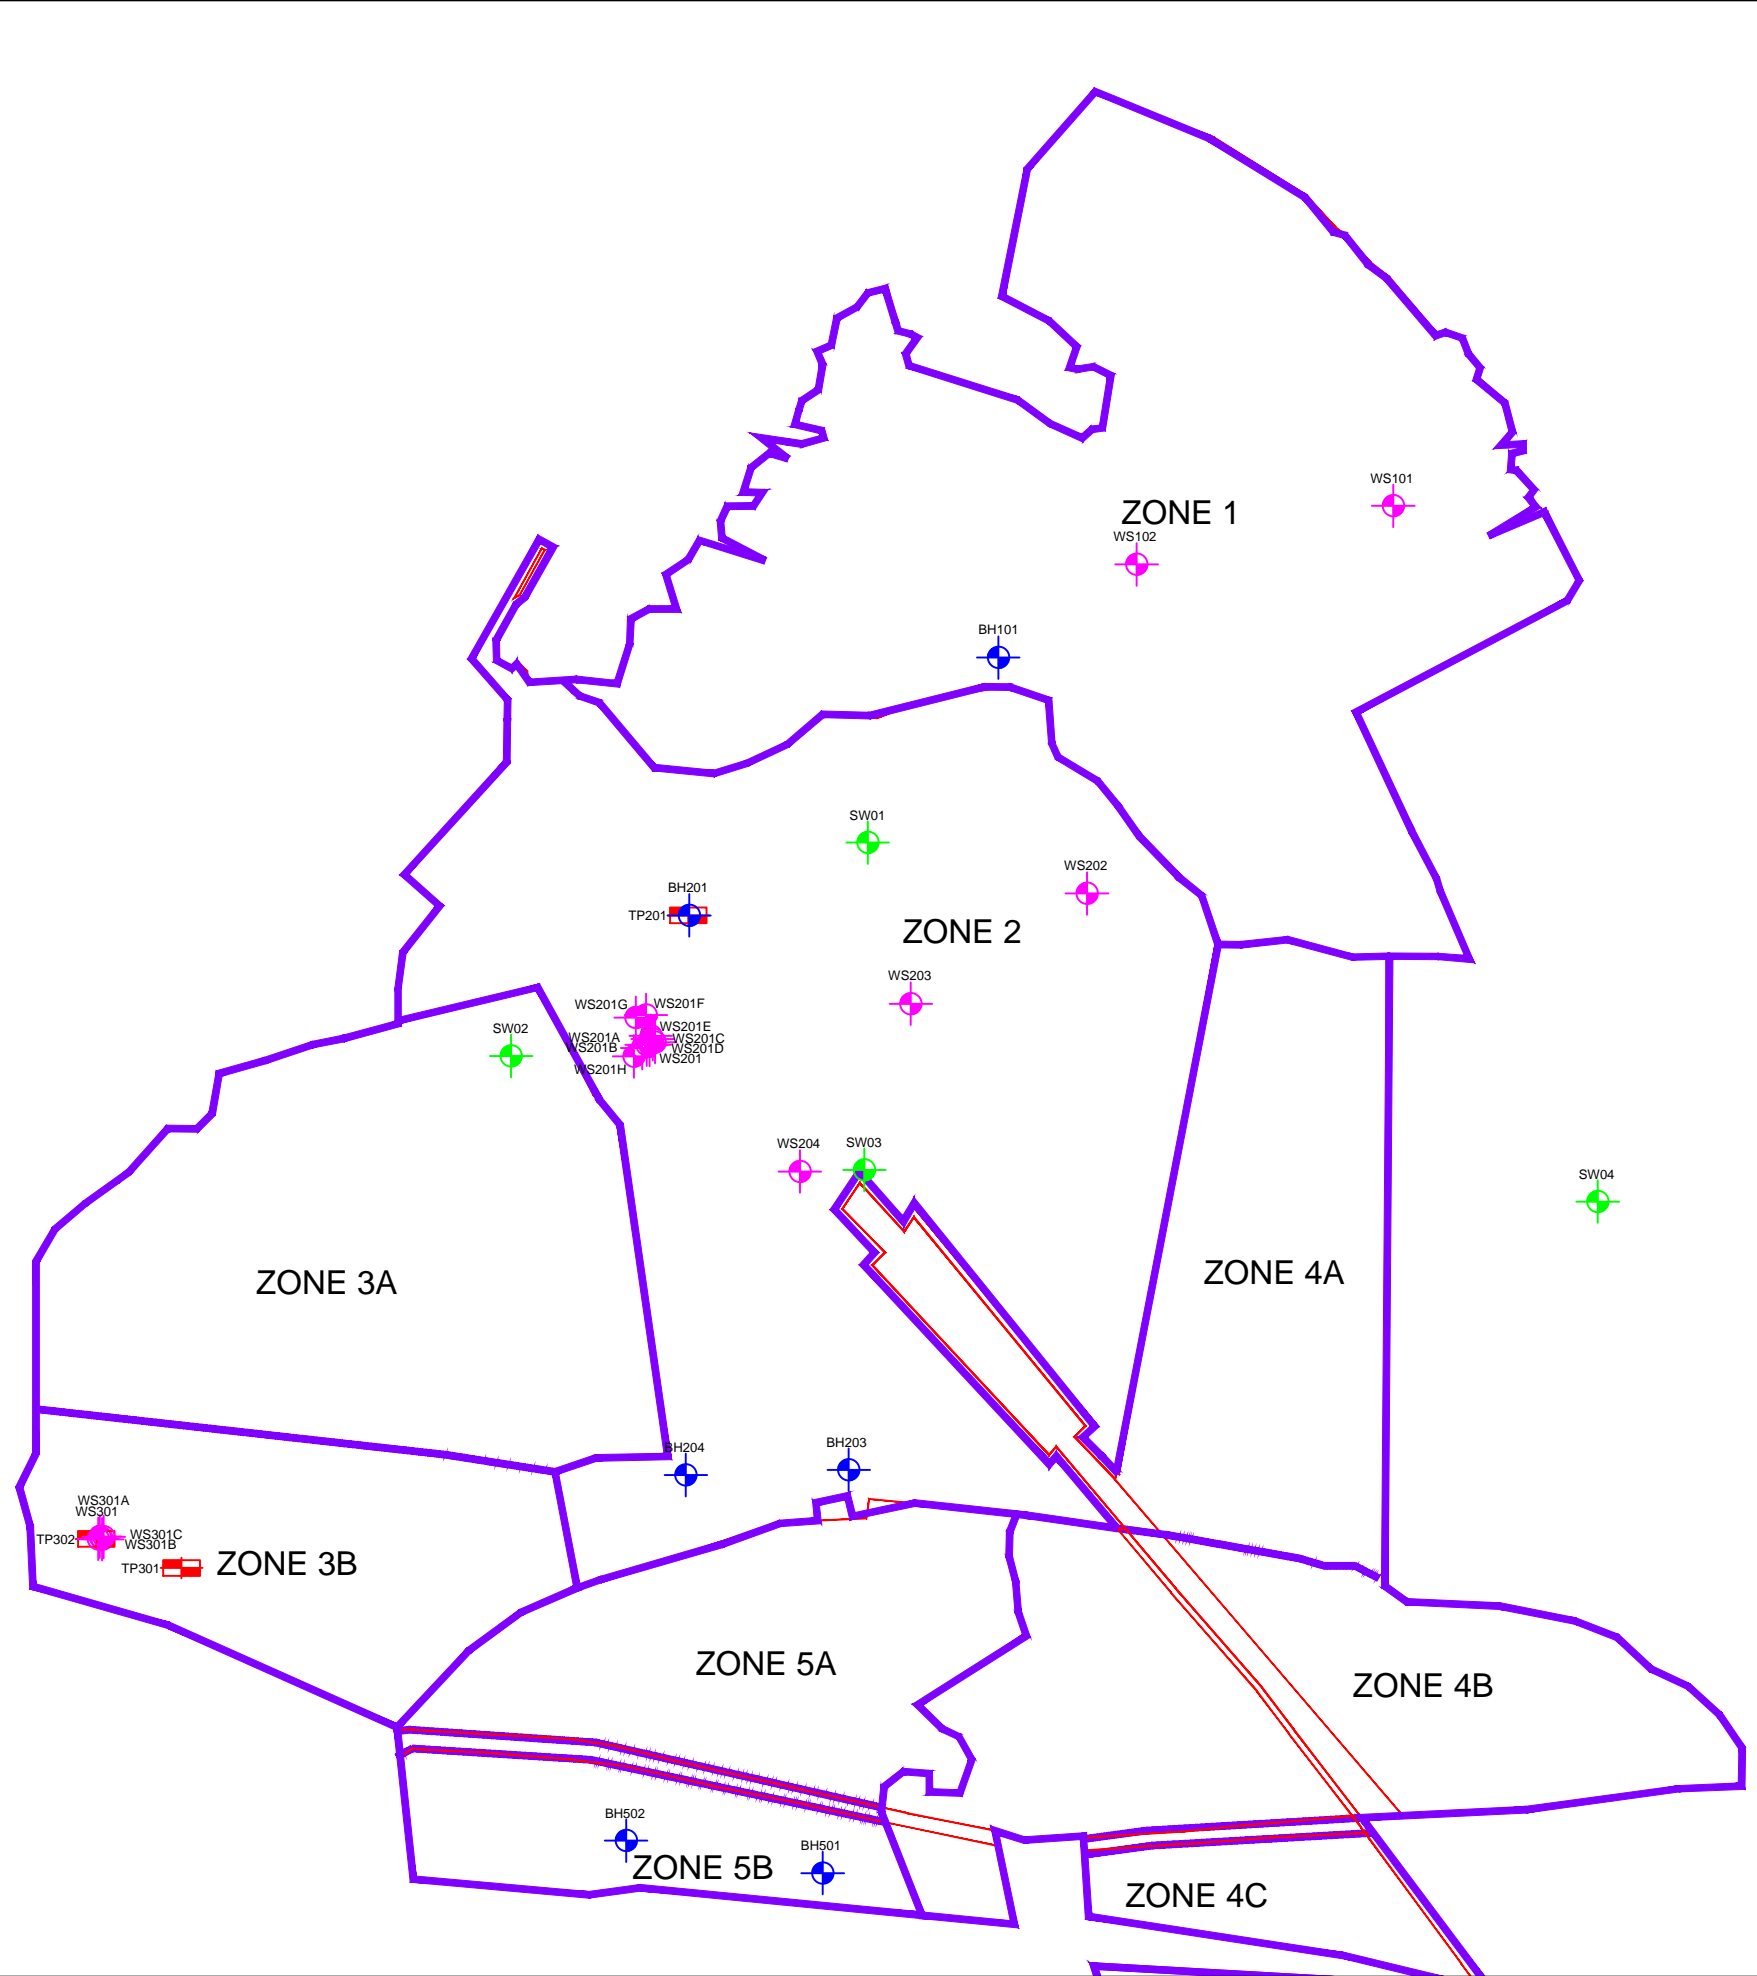 WS101
ZONE 1
WS102
BH101
SW01
WS202
BH201
TP201
ZONE 2
WS203
WS201G
WS201F
SW02
WS201E
WS201A
WS201C
WS201B
WS201D
WS201
WS201H
WS204
SW03
SW04
ZONE 3A
ZONE 4A
BH204
BH203
WS301A
WS301
WS301C
TP302
WS301B
TP301
ZONE 3B
ZONE 5A
ZONE 4B
BH502
BH501
ZONE 5B
ZONE 4C